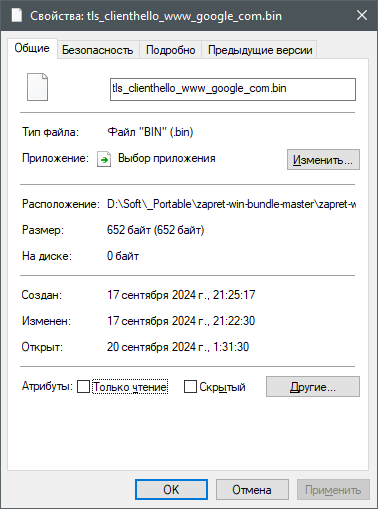 Свойства: tls_clienthello_www_google_com.bin
Общие Безопасность Подробно Предыдущие версии
tls_clienthello_www_google_com.bin
Тип файла: Файл "BIN" (.bin)
Приложение: Выбор приложения Изменить...
Расположение: D:\Soft\_Portable\zapret-win-bundle-master\zapret-w
Размер: 652 байт (652 байт)
На диске: 0 байт
Создан: 17 сентября 2024 г., 21:25:17
Изменен: 17 сентября 2024 г., 21:22:30
Открыт: 20 сентября 2024 г., 1:31:30
Атрибуты: Только чтение Скрытый Другие...
OK Отмена Применить